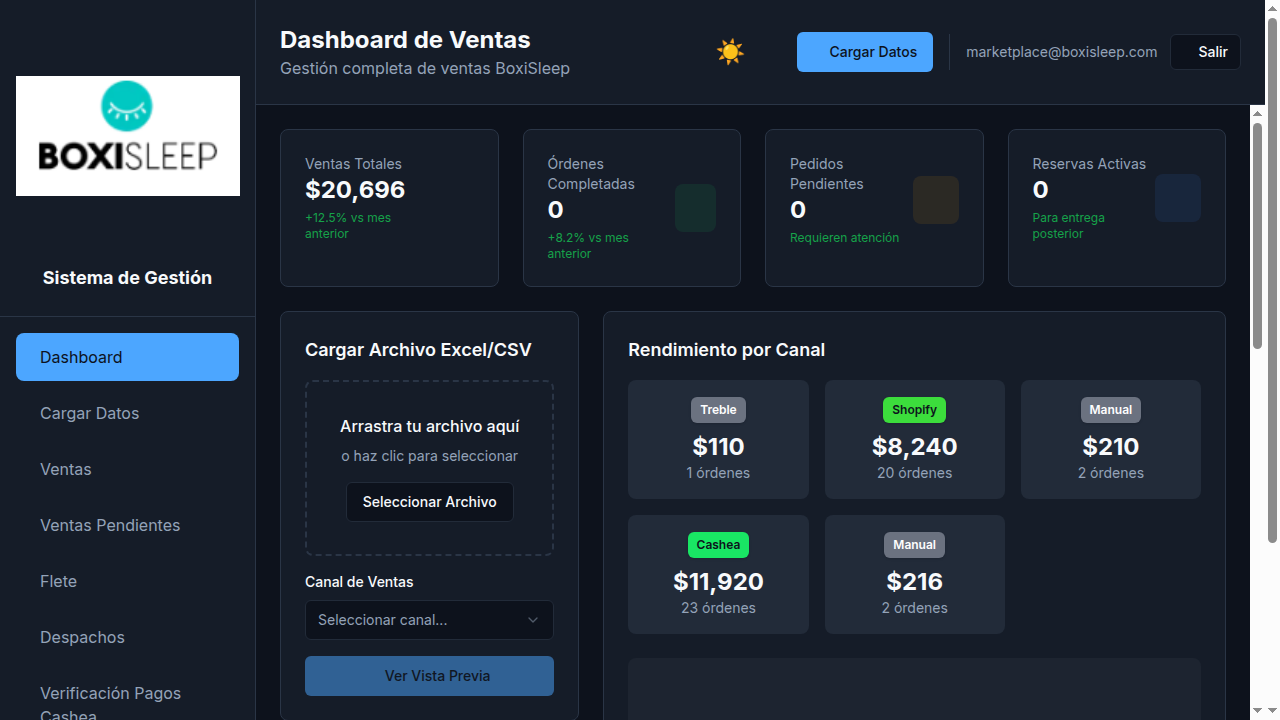 BOXISLEEP
Sistema de Gestión
Dashboard
Cargar Datos
Ventas
Ventas Pendientes
Flete
Despachos
Verificación Pagos
Cashea
Dashboard de Ventas
Gestión completa de ventas BoxiSleep
Cargar Datos
marketplace@boxisleep.com
Salir
Ventas Totales
$20,696
+12.5% vs mes
anterior
Órdenes
Completadas
0
+8.2% vs mes
anterior
Pedidos
Pendientes
0
Requieren atención
Reservas Activas
0
Para entrega
posterior
Cargar Archivo Excel/CSV
Arrastra tu archivo aquí
o haz clic para seleccionar
Seleccionar Archivo
Canal de Ventas
Seleccionar canal...
Ver Vista Previa
Rendimiento por Canal
Treble
$110
1 órdenes
Shopify
$8,240
20 órdenes
Manual
$210
2 órdenes
Cashea
$11,920
23 órdenes
Manual
$216
2 órdenes